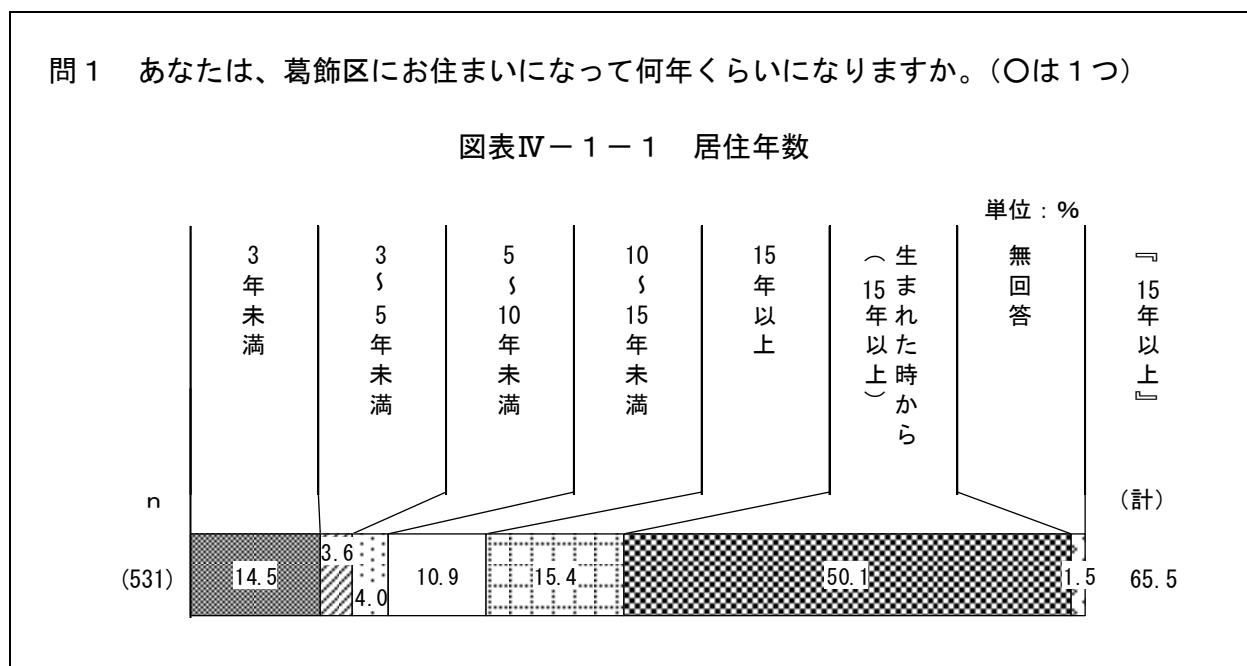 問1 あなたは、葛飾区にお住まいになって何年くらいになりますか。(〇は1つ)
図表Ⅳ-1-1 居住年数
単位:%
3年未満
3~5年未満
5~10年未満
10~15年未満
15年以上
生まれた時から
(15年以上)
無回答
『15年以上』
n
(計)
(531)
14.5
3.6
4.0
10.9
15.4
50.1
1.5
65.5